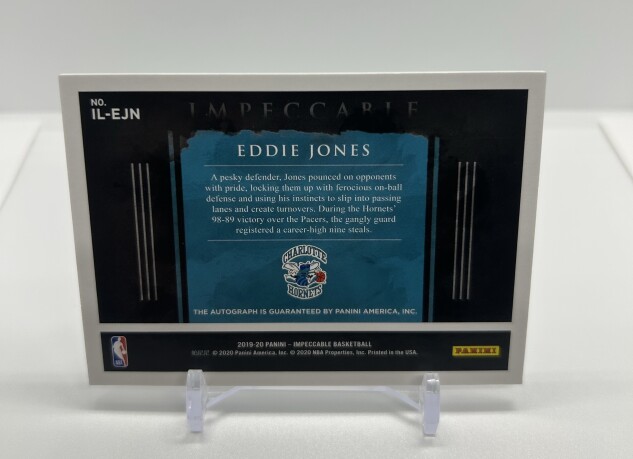 NO.
IL-EJN
IMPECCABLE
EDDIE JONES
A pesky defender, Jones pounced on opponents
with pride, locking them up with ferocious on-ball
defense and using his instincts to slip into passing
lanes and create turnovers. During the Hornets'
98-89 victory over the Pacers, the gangly guard
registered a career-high nine steals.
CHARLOTTE
HORNETS
THE AUTOGRAPH IS GUARANTEED BY PANINI AMERICA, INC.
2019-20 PANINI – IMPECCABLE BASKETBALL
© 2020 Panini America, Inc. © 2020 NBA Properties, Inc. Printed in the USA.
PANINI